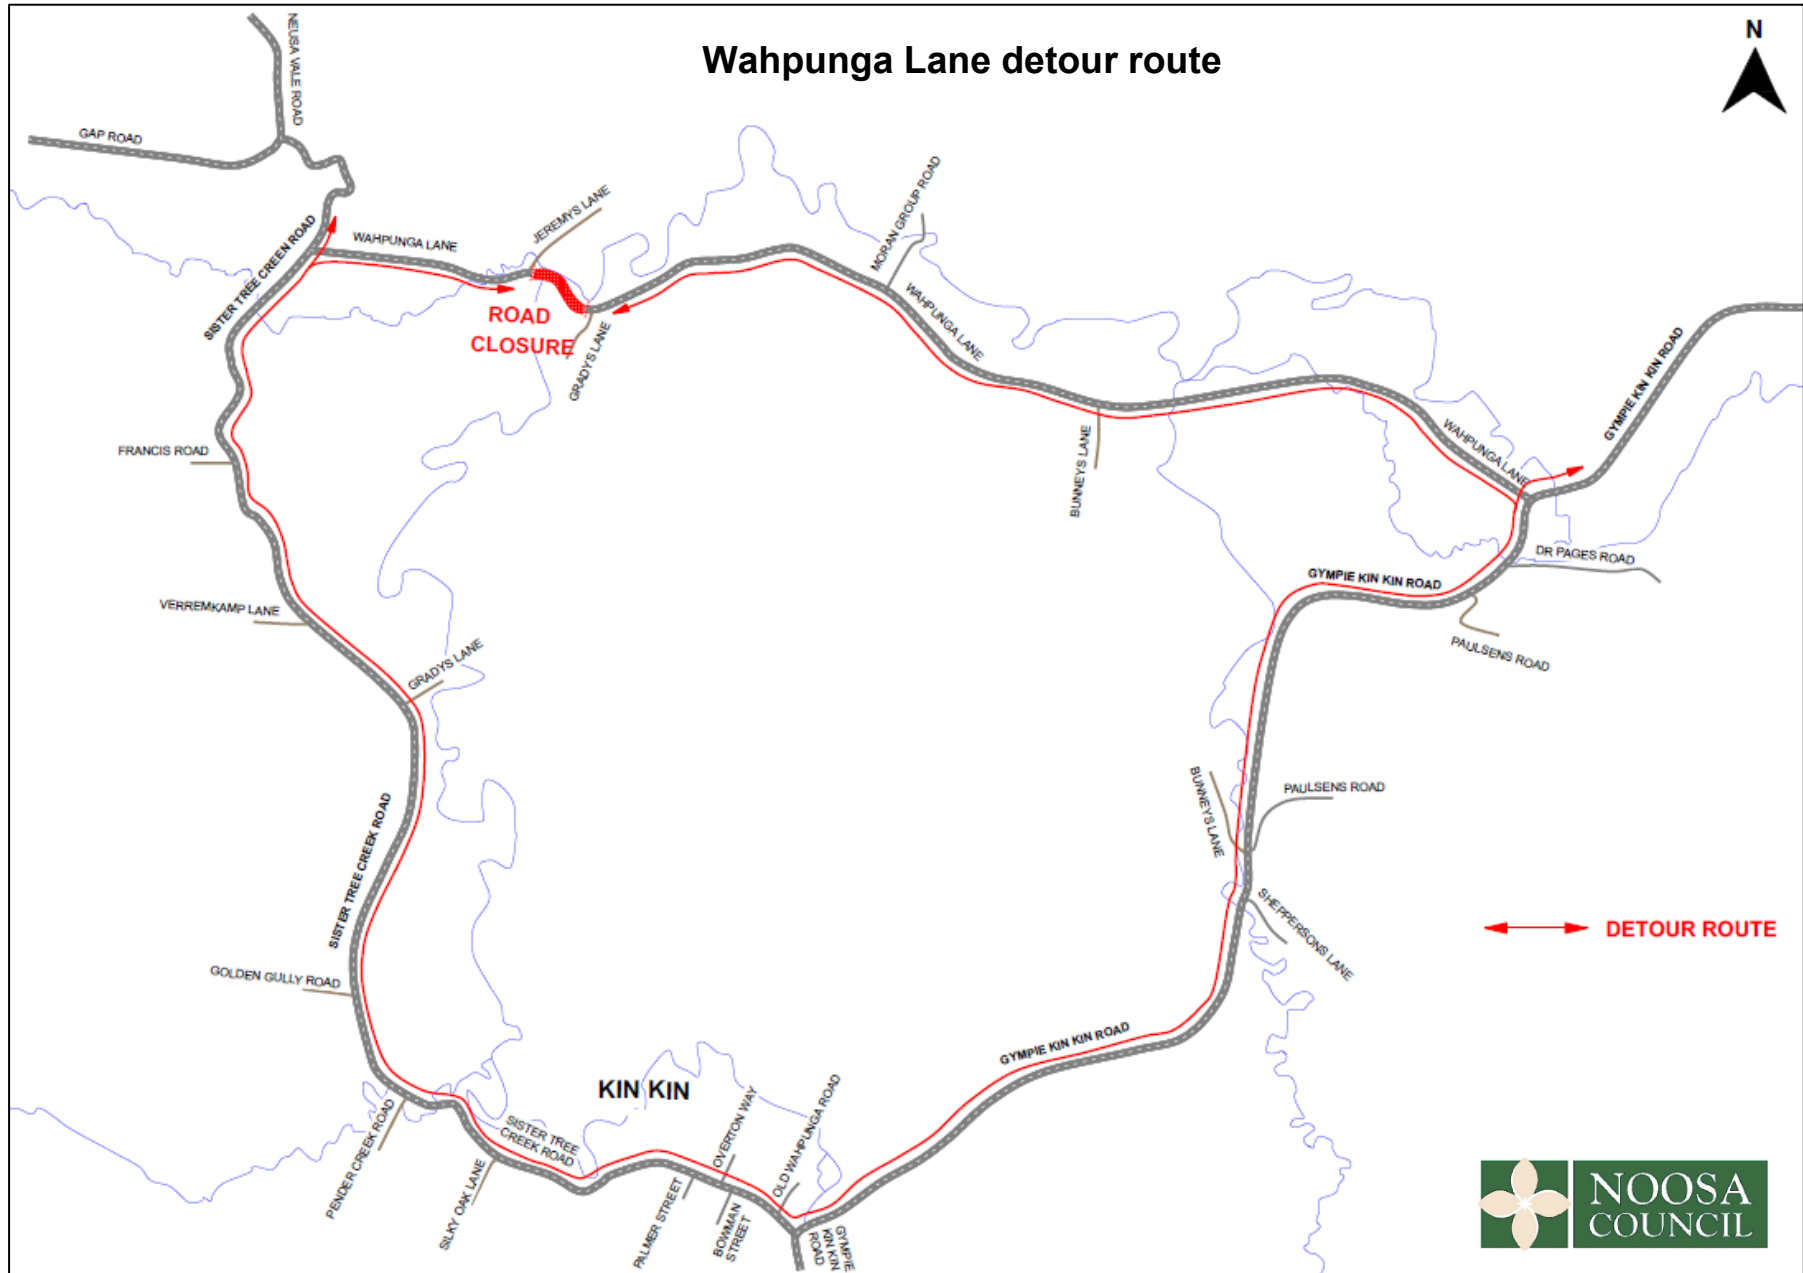 Wahpunga Lane detour route
N
NEUSA VALE ROAD
GAP ROAD
JEREMYS LANE
MORAN GROUP ROAD
SISTER TREE CREEN ROAD
WAHPUNGA LANE
ROAD
CLOSURE
GRADYS LANE
WAHPUNGA LANE
GYMPIE KIN KIN ROAD
FRANCIS ROAD
BUNNEYS LANE
WAHPUNGA LANE
DR PAGES ROAD
GYMPIE KIN KIN ROAD
VERREMKAMP LANE
PAULSENS ROAD
GRADYS LANE
BUNNEYS LANE
PAULSENS ROAD
SISTER TREE CREEK ROAD
SHEPPERSONS LANE
DETOUR ROUTE
GOLDEN GULLY ROAD
GYMPIE KIN KIN ROAD
KIN KIN
PENDER CREEK ROAD
SILKY OAK LANE
SISTER TREE
CREEK ROAD
PALMER STREET
OVERTON WAY
BOWMAN
STREET
OLD WAHPUNGA ROAD
GYMPIE
KIN KIN
ROAD
NOOSA
COUNCIL